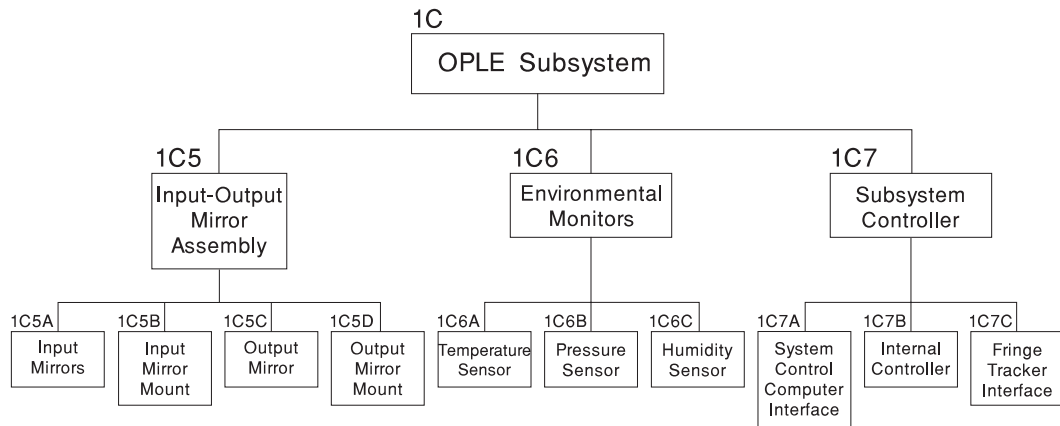 1C
OPLE Subsystem
1C5
Input-Output
Mirror
Assembly
1C6
Environmental
Monitors
1C7
Subsystem
Controller
1C5A
Input
Mirrors
1C5B
Input
Mirror
Mount
1C5C
Output
Mirror
1C5D
Output
Mirror
Mount
1C6A
Temperature
Sensor
1C6B
Pressure
Sensor
1C6C
Humidity
Sensor
1C7A
System
Control
Computer
Interface
1C7B
Internal
Controller
1C7C
Fringe
Tracker
Interface